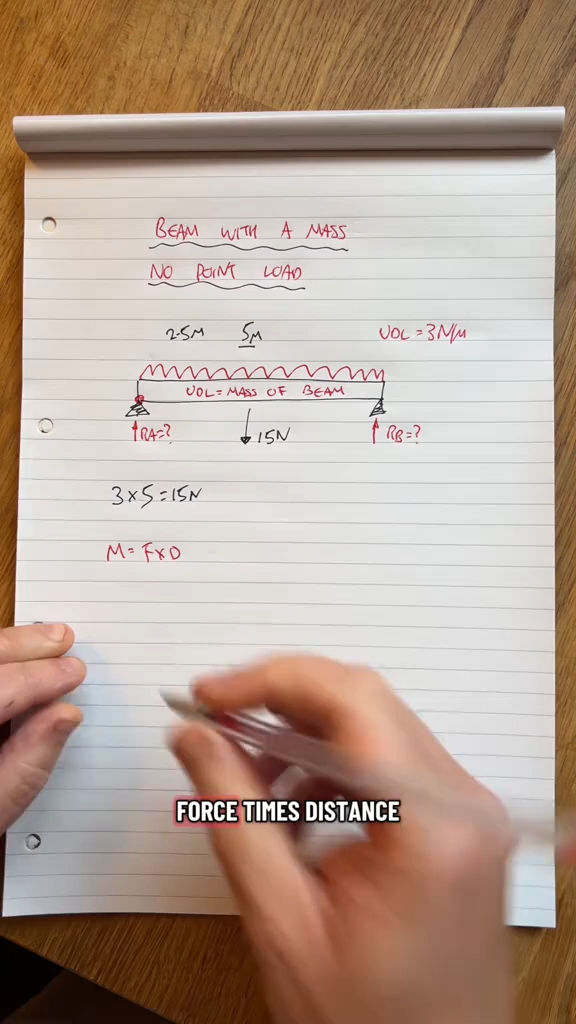 BEAM WITH A MASS
NO POINT LOAD
2.5M 5M UDL = 3N/M
UDL = MASS OF BEAM
RA=? 15N RB=?
3×5=15N
M= F×D
FORCE TIMES DISTANCE